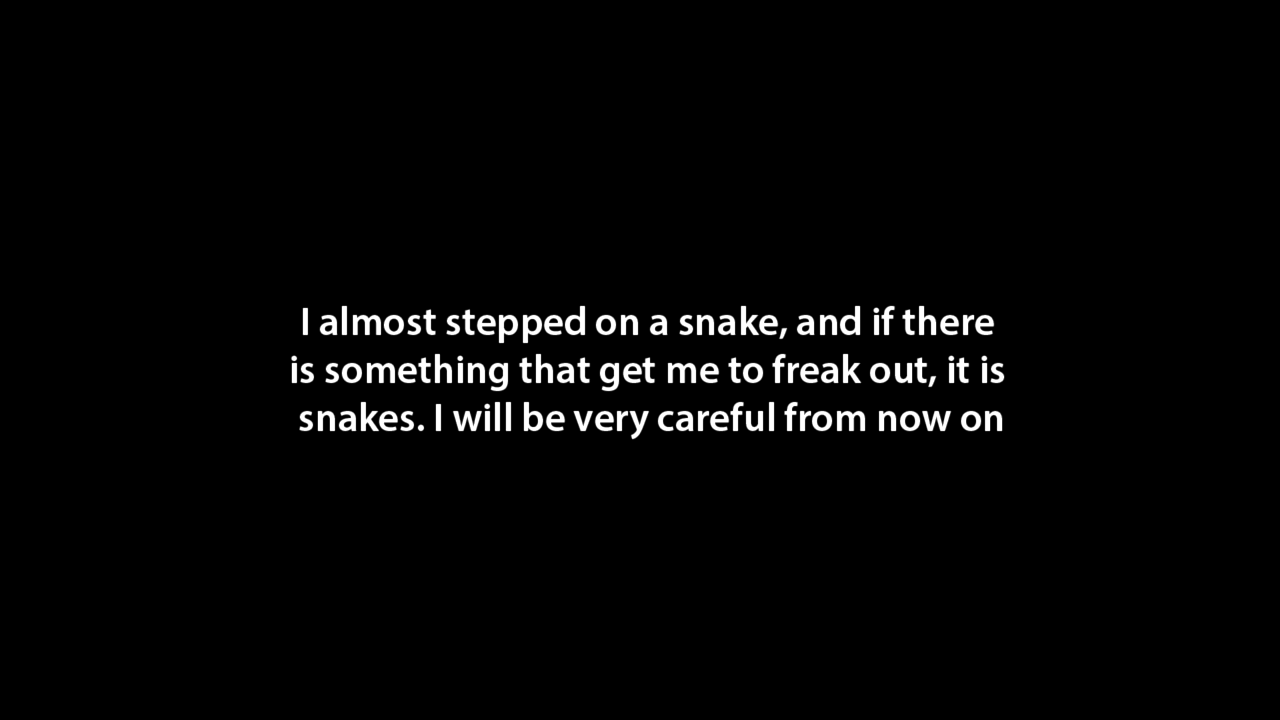 I almost stepped on a snake, and if there
is something that get me to freak out, it is
snakes. I will be very careful from now on